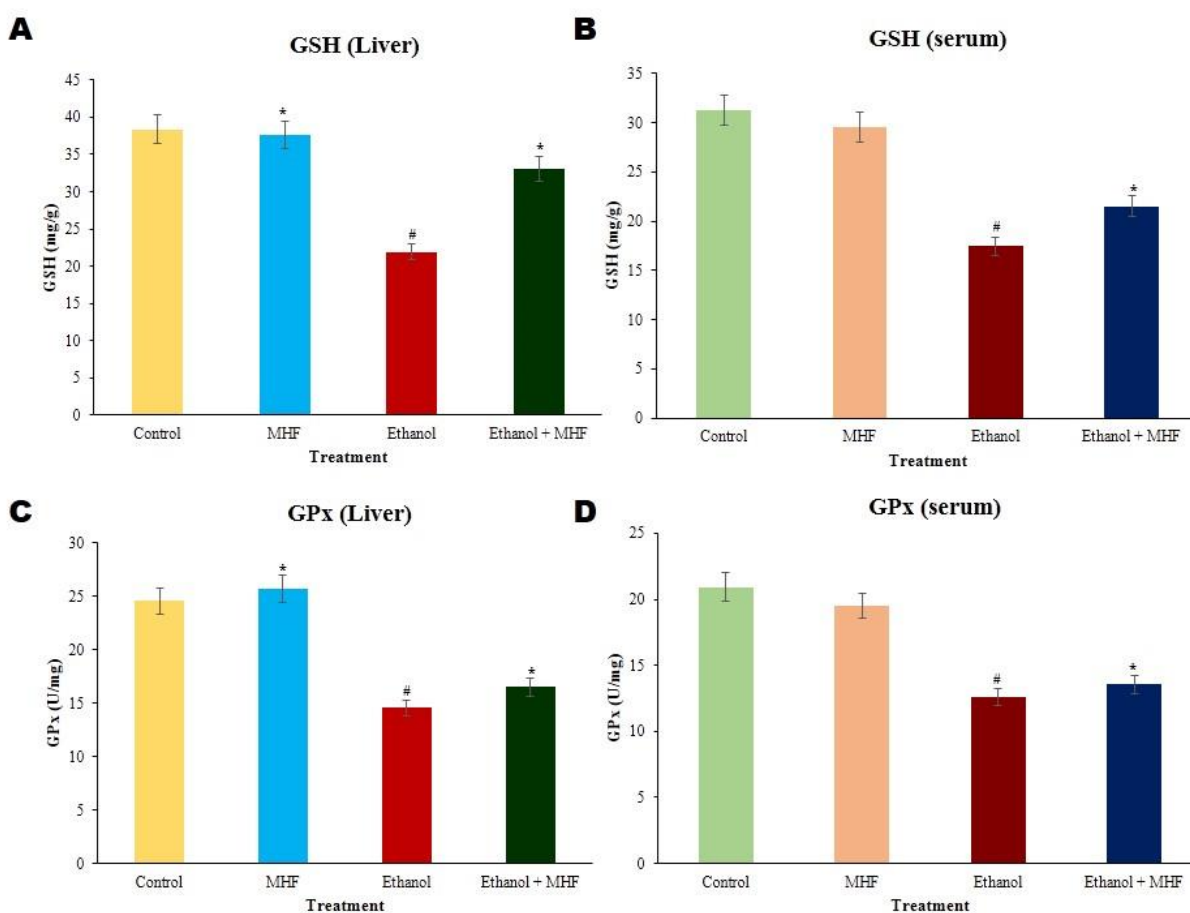 A
GSH (Liver)
45
40
35
30
25
20
15
10
5
0
GSH (mg/g)
*
#
*
Control
MHF
Ethanol
Ethanol + MHF
Treatment
B
GSH (serum)
35
30
25
20
15
10
5
0
GSH (mg/g)
#
*
Control
MHF
Ethanol
Ethanol + MHF
Treatment
C
GPx (Liver)
30
25
20
15
10
5
0
GPx (U/mg)
*
#
*
Control
MHF
Ethanol
Ethanol + MHF
Treatment
D
GPx (serum)
25
20
15
10
5
0
GPx (U/mg)
#
*
Control
MHF
Ethanol
Ethanol + MHF
Treatment